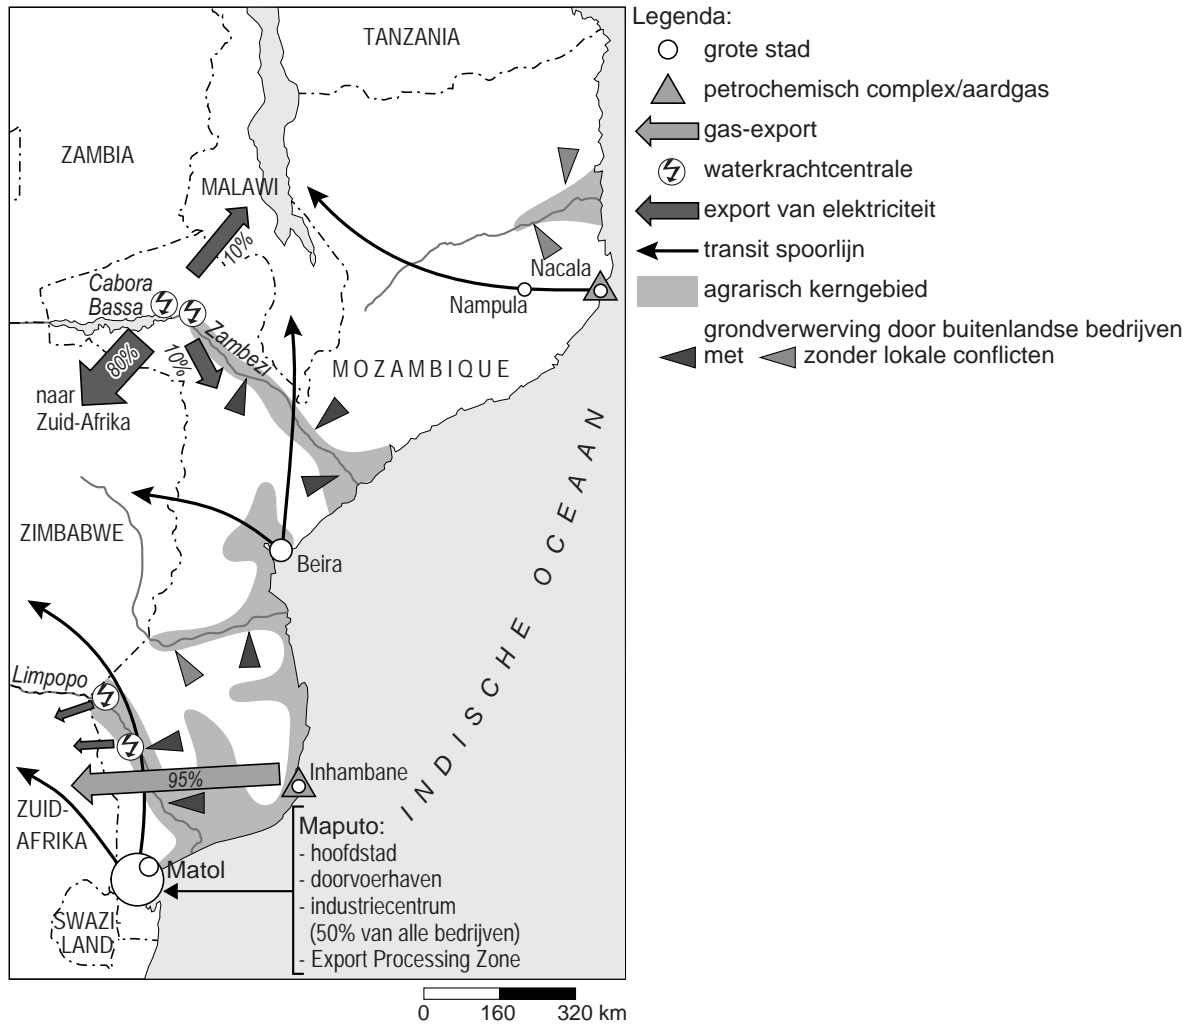 TANZANIA
ZAMBIA
MALAWI
10%
Nacala
Nampula
Cabora
Bassa
Zambezi
80%
10%
MOZAMBIQUE
naar
Zuid-Afrika
INDISCHE OCEAAN
ZIMBABWE
Beira
Limpopo
95%
Inhambane
ZUID-
AFRIKA
Matol
Maputo:
- hoofdstad
- doorvoerhaven
- industriecentrum
(50% van alle bedrijven)
- Export Processing Zone
SWAZI-
LAND
0 160 320 km
Legenda:
grote stad
petrochemisch complex/aardgas
gas-export
waterkrachtcentrale
export van elektriciteit
transit spoorlijn
agrarisch kerngebied
grondverwerving door buitenlandse bedrijven
met zonder lokale conflicten